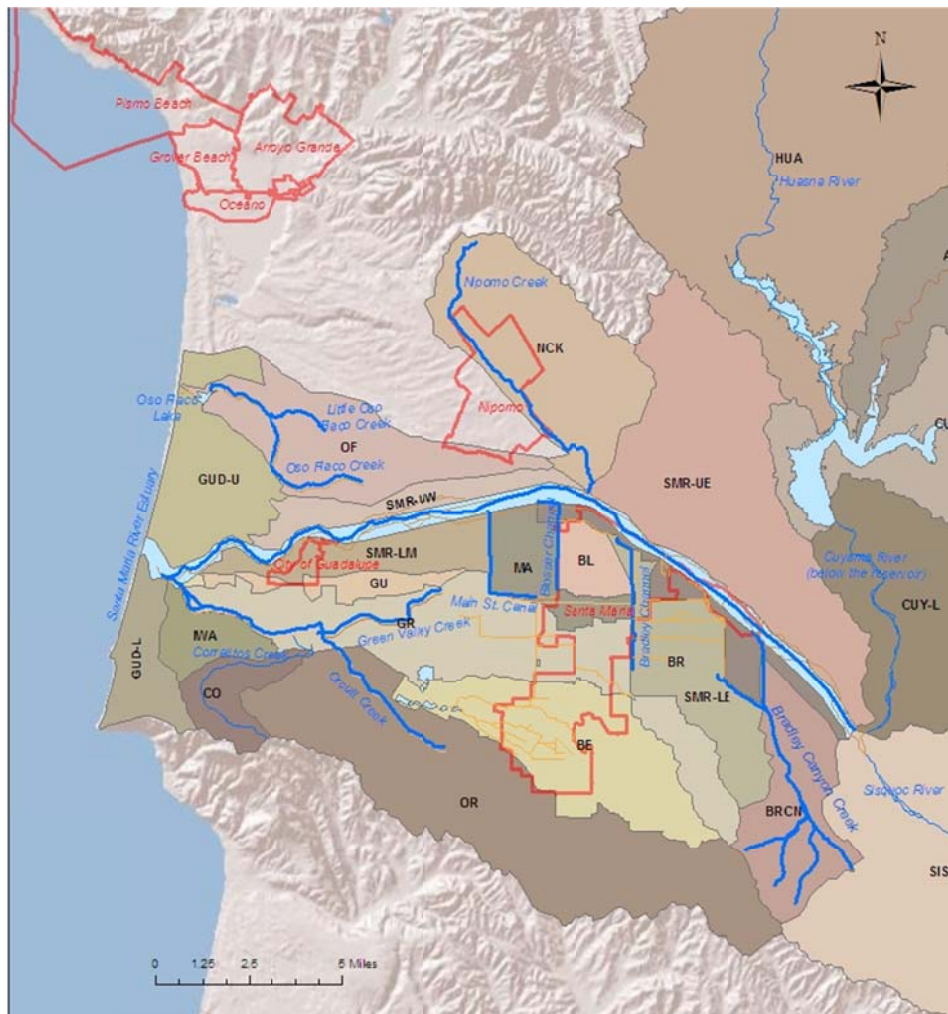 N
Pismo Beach
Grover Beach
Arroyo Grande
Oceano
HUA
Huasna River
Nipomo Creek
NCK
Nipomo
Oso Flaco
Lake
Little Oso
Flaco Creek
OF
Oso Flaco Creek
GUD-U
SMR-UE
SMR-UW
Santa Maria River Estuary
SMR-LM
City of Guadalupe
GU
MA
Bosser Channel
BL
Cuyama River
(below the reservoir)
CUY-L
CU
A
Main St. Canal
Santa Maria
Bradley Channel
GR
Green Valley Creek
Corralitos Creek
GUD-L
CO
Orcutt Creek
BR
SMR-LE
BE
Bradley Canyon Creek
Sisquoc River
OR
BRCN
SIS
0 1.25 2.5 5 Miles